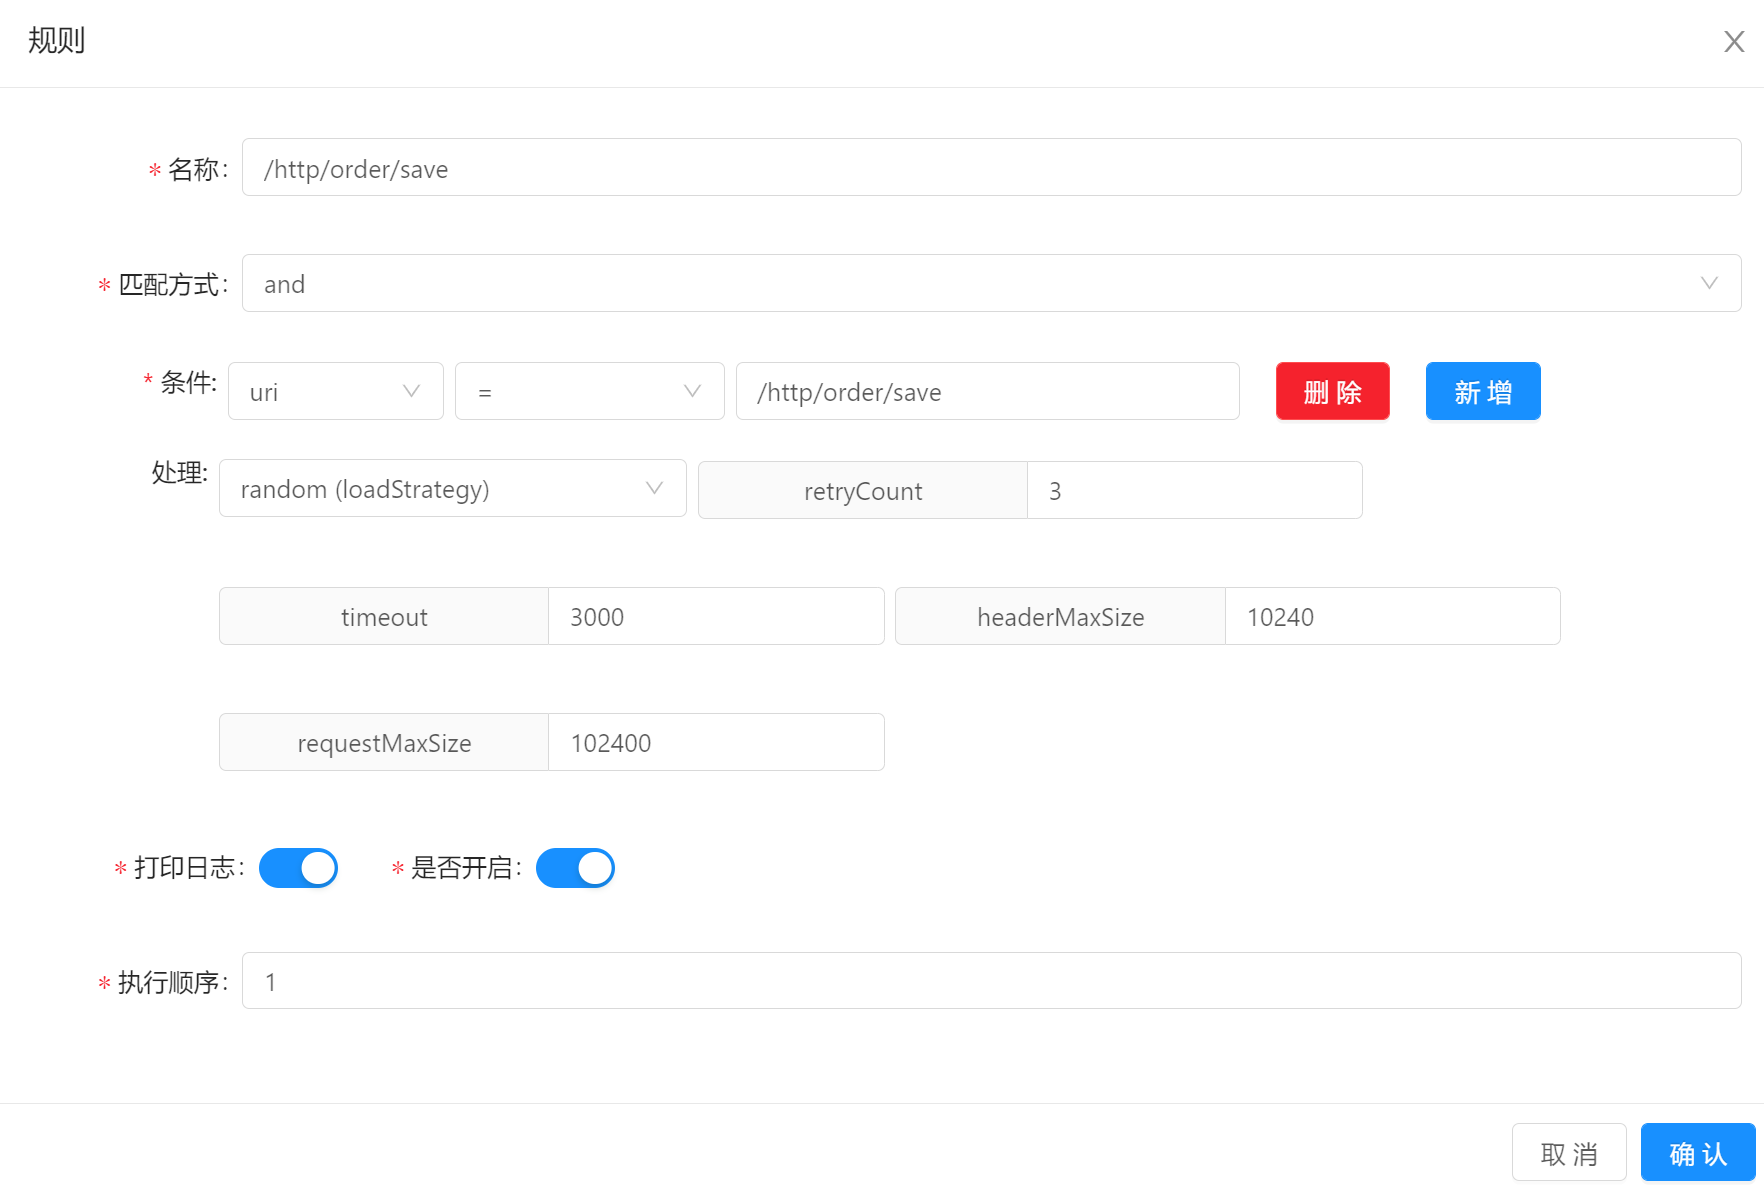 规则
* 名称: /http/order/save
* 匹配方式: and
* 条件: uri = /http/order/save 删 除 新 增
处理: random (loadStrategy) retryCount 3
timeout 3000 headerMaxSize 10240
requestMaxSize 102400
* 打印日志: * 是否开启:
* 执行顺序: 1
取 消 确 认